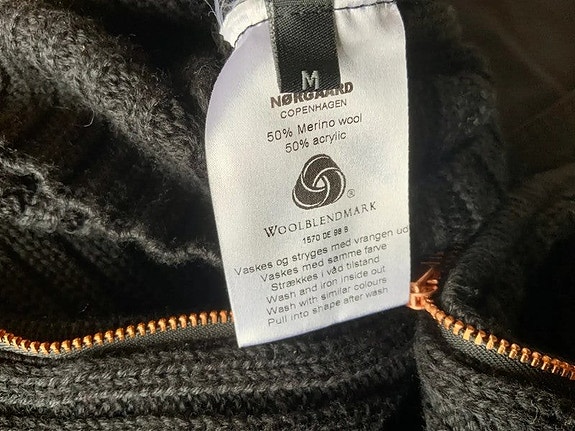 M
NØRGAARD
COPENHAGEN
50% Merino wool
50% acrylic
®
WOOLBLENDMARK
1570 DE 98 9
Vaskes og stryges med vrangen ud
Vaskes med samme farve
Strækkes i våd tilstand
Wash and iron inside out
Wash with similar colours
Pull into shape after wash